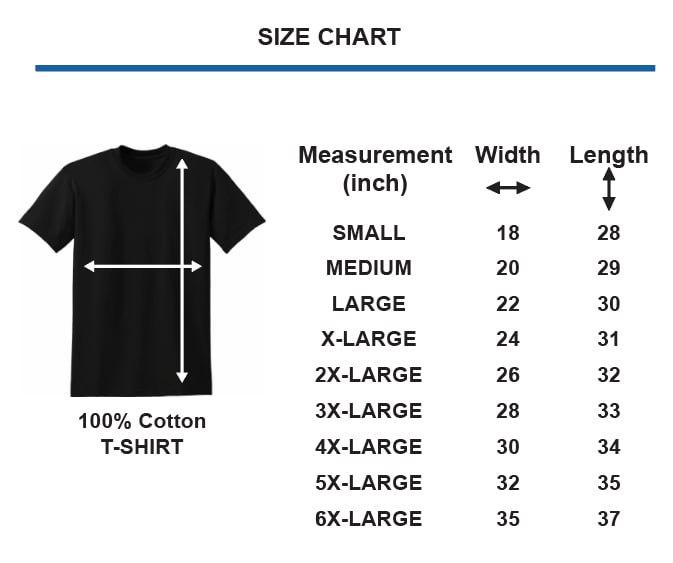 SIZE CHART
Measurement Width Length
(inch)
SMALL 18 28
MEDIUM 20 29
LARGE 22 30
X-LARGE 24 31
2X-LARGE 26 32
3X-LARGE 28 33
4X-LARGE 30 34
5X-LARGE 32 35
6X-LARGE 35 37
100% Cotton
T-SHIRT